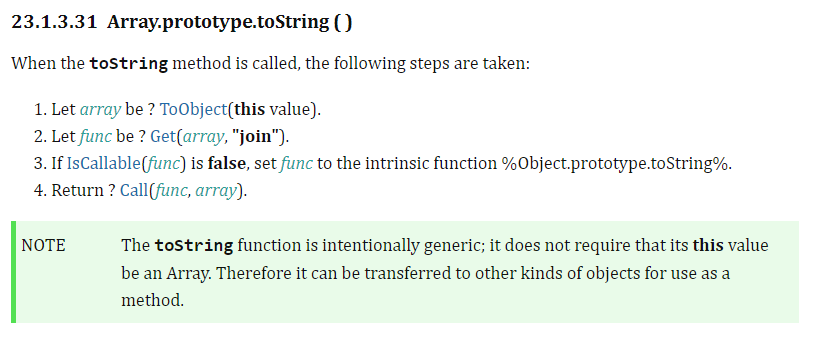 23.1.3.31 Array.prototype.toString ( )
When the toString method is called, the following steps are taken:
1. Let array be ? ToObject(this value).
2. Let func be ? Get(array, "join").
3. If IsCallable(func) is false, set func to the intrinsic function %Object.prototype.toString%.
4. Return ? Call(func, array).
NOTE The toString function is intentionally generic; it does not require that its this value
be an Array. Therefore it can be transferred to other kinds of objects for use as a
method.